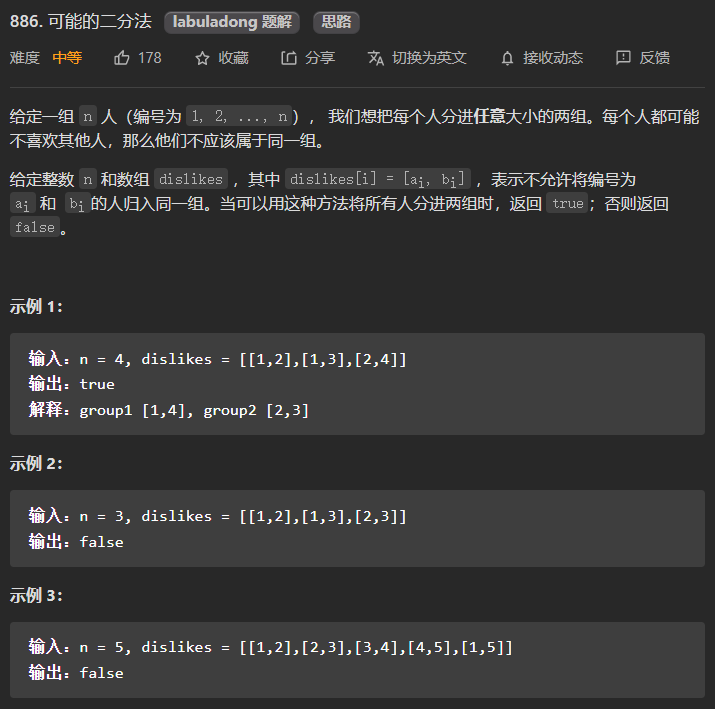 886. 可能的二分法 labuladong 题解 思路
难度 中等 178 收藏 分享 切换为英文 接收动态 反馈
给定一组 n 人（编号为 1, 2, ..., n）， 我们想把每个人分进任意大小的两组。每个人都可能
不喜欢其他人，那么他们不应该属于同一组。
给定整数 n 和数组 dislikes ，其中 dislikes[i] = [ai, bi] ，表示不允许将编号为
ai 和 bi的人归入同一组。当可以用这种方法将所有人分进两组时，返回 true；否则返回
false。
示例 1：
输入：n = 4, dislikes = [[1,2],[1,3],[2,4]]
输出：true
解释：group1 [1,4], group2 [2,3]
示例 2：
输入：n = 3, dislikes = [[1,2],[1,3],[2,3]]
输出：false
示例 3：
输入：n = 5, dislikes = [[1,2],[2,3],[3,4],[4,5],[1,5]]
输出：false